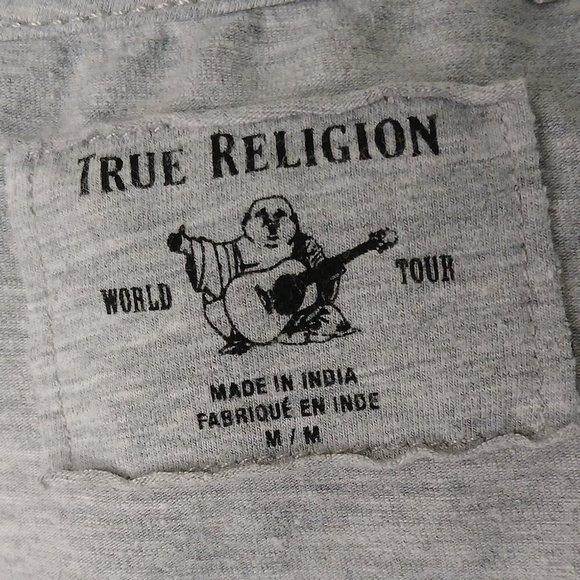 TRUE RELIGION
WORLD TOUR
MADE IN INDIA
FABRIQUÉ EN INDE
M / M